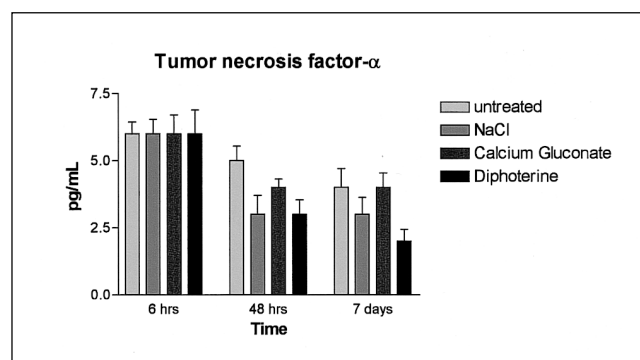 Tumor necrosis factor-α
7.5
5.0
2.5
0.0
pg/mL
6 hrs
48 hrs
7 days
Time
untreated
NaCl
Calcium Gluconate
Diphoterine